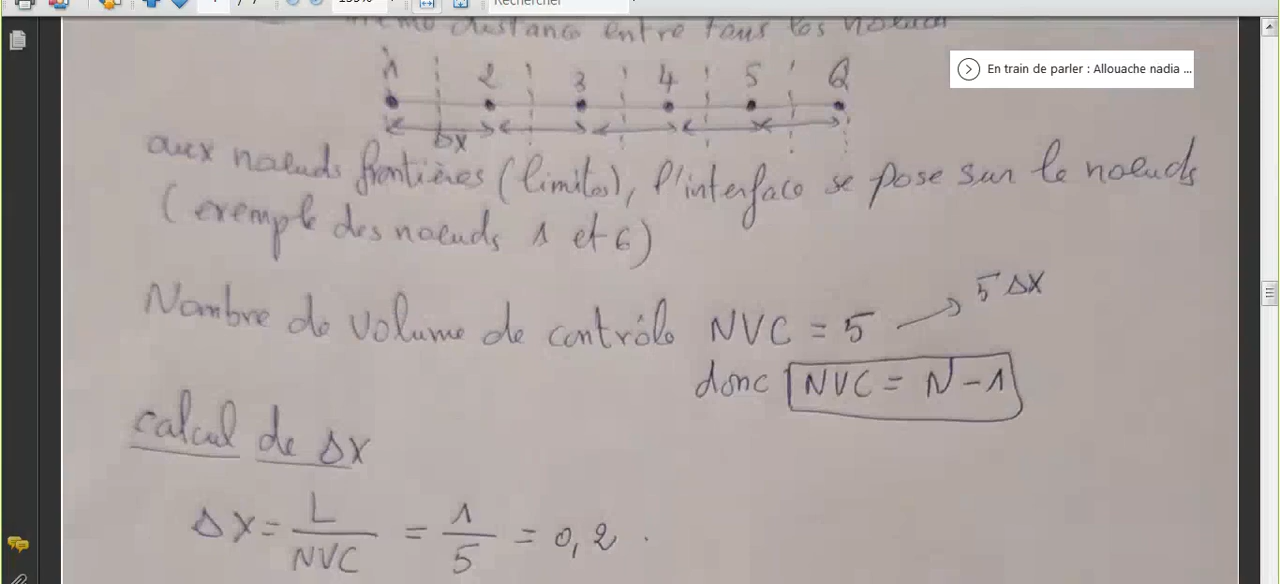 Rechercher
même distance entre tous les noeuds
En train de parler : Allouache nadia ...
1 2 3 4 5 6
Δx
aux noeuds frontières (limites), l'interface se pose sur le noeuds
(exemple des noeuds 1 et 6)
Nombre de volume de contrôle NVC = 5 → 5 Δx
donc NVC = N - 1
calcul de Δx
Δx = L / NVC = 1 / 5 = 0,2 .